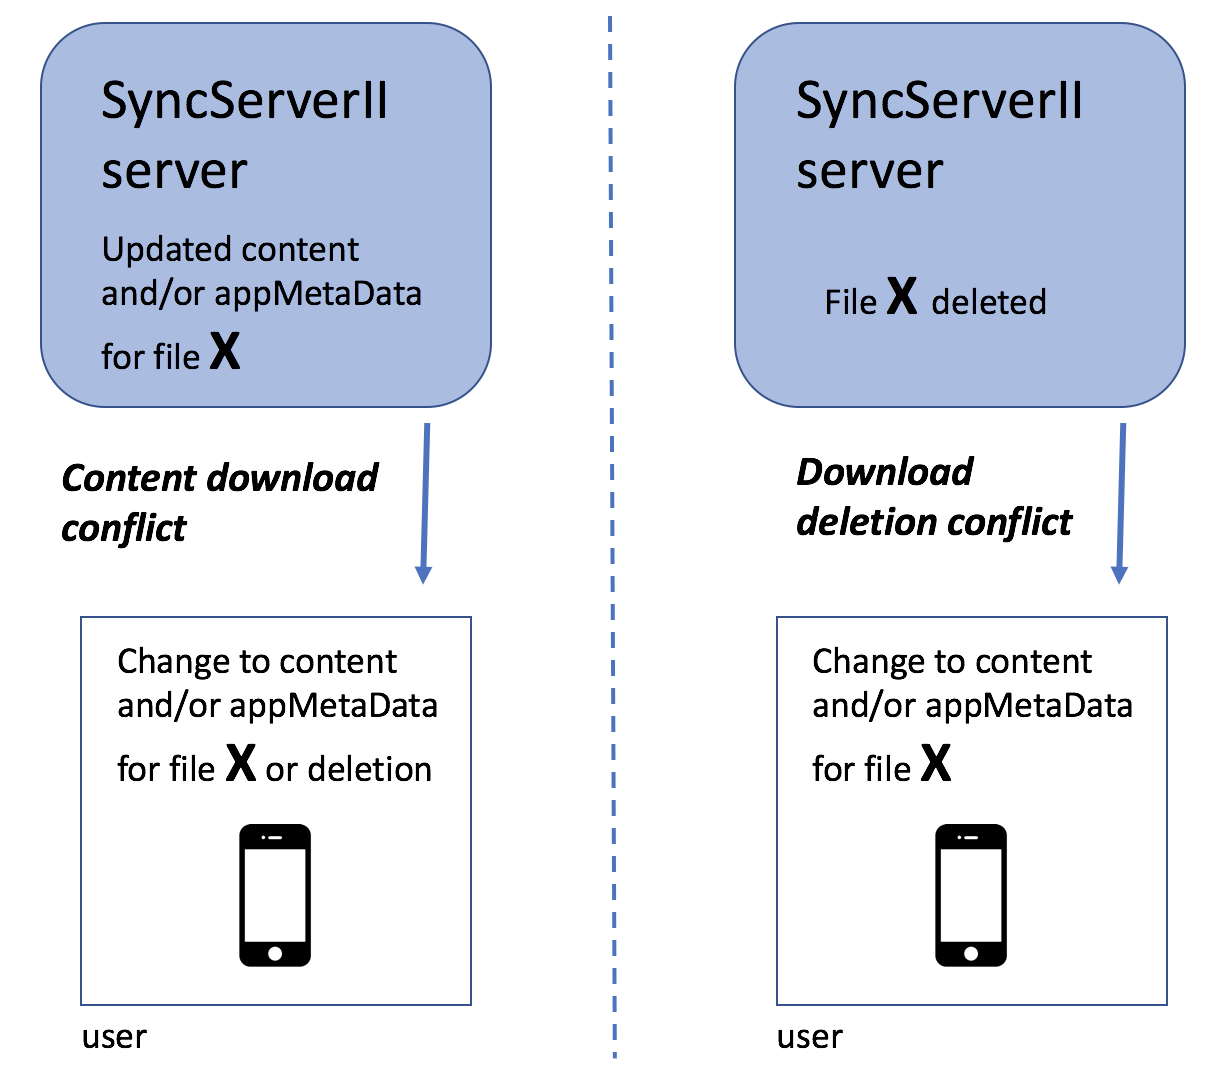 SyncServerII
server
Updated content
and/or appMetaData
for file X
Content download
conflict
Change to content
and/or appMetaData
for file X or deletion
user
SyncServerII
server
File X deleted
Download
deletion conflict
Change to content
and/or appMetaData
for file X
user